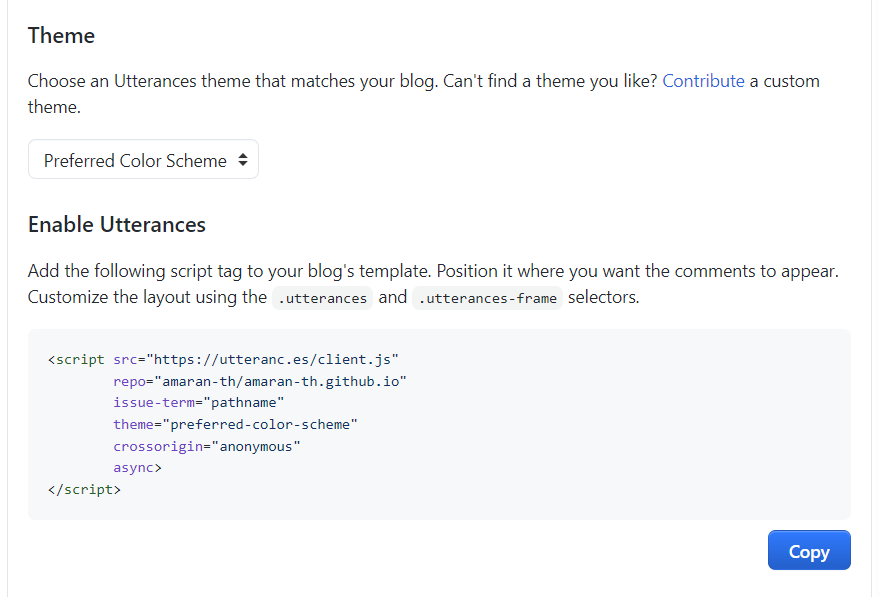 Theme
Choose an Utterances theme that matches your blog. Can't find a theme you like? Contribute a custom
theme.
Preferred Color Scheme
Enable Utterances
Add the following script tag to your blog's template. Position it where you want the comments to appear.
Customize the layout using the .utterances and .utterances-frame selectors.
<script src="https://utteranc.es/client.js"
        repo="amaran-th/amaran-th.github.io"
        issue-term="pathname"
        theme="preferred-color-scheme"
        crossorigin="anonymous"
        async>
</script>
Copy